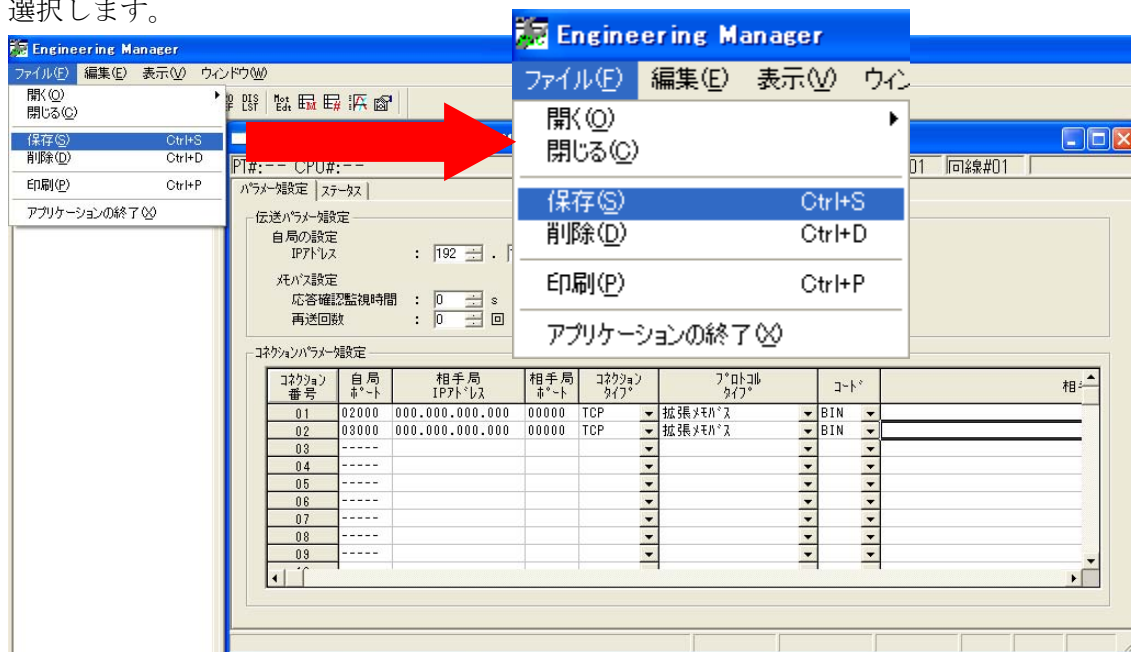 選択します。
Engineering Manager
ファイル(F) 編集(E) 表示(V) ウィンドウ(W)
開く(O)
閉じる(C)
保存(S) Ctrl+S
削除(D) Ctrl+D
印刷(P) Ctrl+P
アプリケーションの終了(X)
DIS LST Mot Edt
Engineering Manager
ファイル(F) 編集(E) 表示(V) ウィン
開く(O)
閉じる(C)
保存(S) Ctrl+S
削除(D) Ctrl+D
印刷(P) Ctrl+P
アプリケーションの終了(X)
PT#:-- CPU#:-- 01 回線#01
パラメータ設定 ステータス
伝送パラメータ設定
自局の設定
IPアドレス : 192 .
メモバス設定
応答確認監視時間 : 0 s
再送回数 : 0 回
コネクションパラメータ設定
コネクション番号 自局ポート 相手局IPアドレス 相手局ポート コネクションタイプ プロトコルタイプ コード 相手
01 02000 000.000.000.000 00000 TCP 拡張メモバス BIN
02 03000 000.000.000.000 00000 TCP 拡張メモバス BIN
03 -----
04 -----
05 -----
06 -----
07 -----
08 -----
09 -----